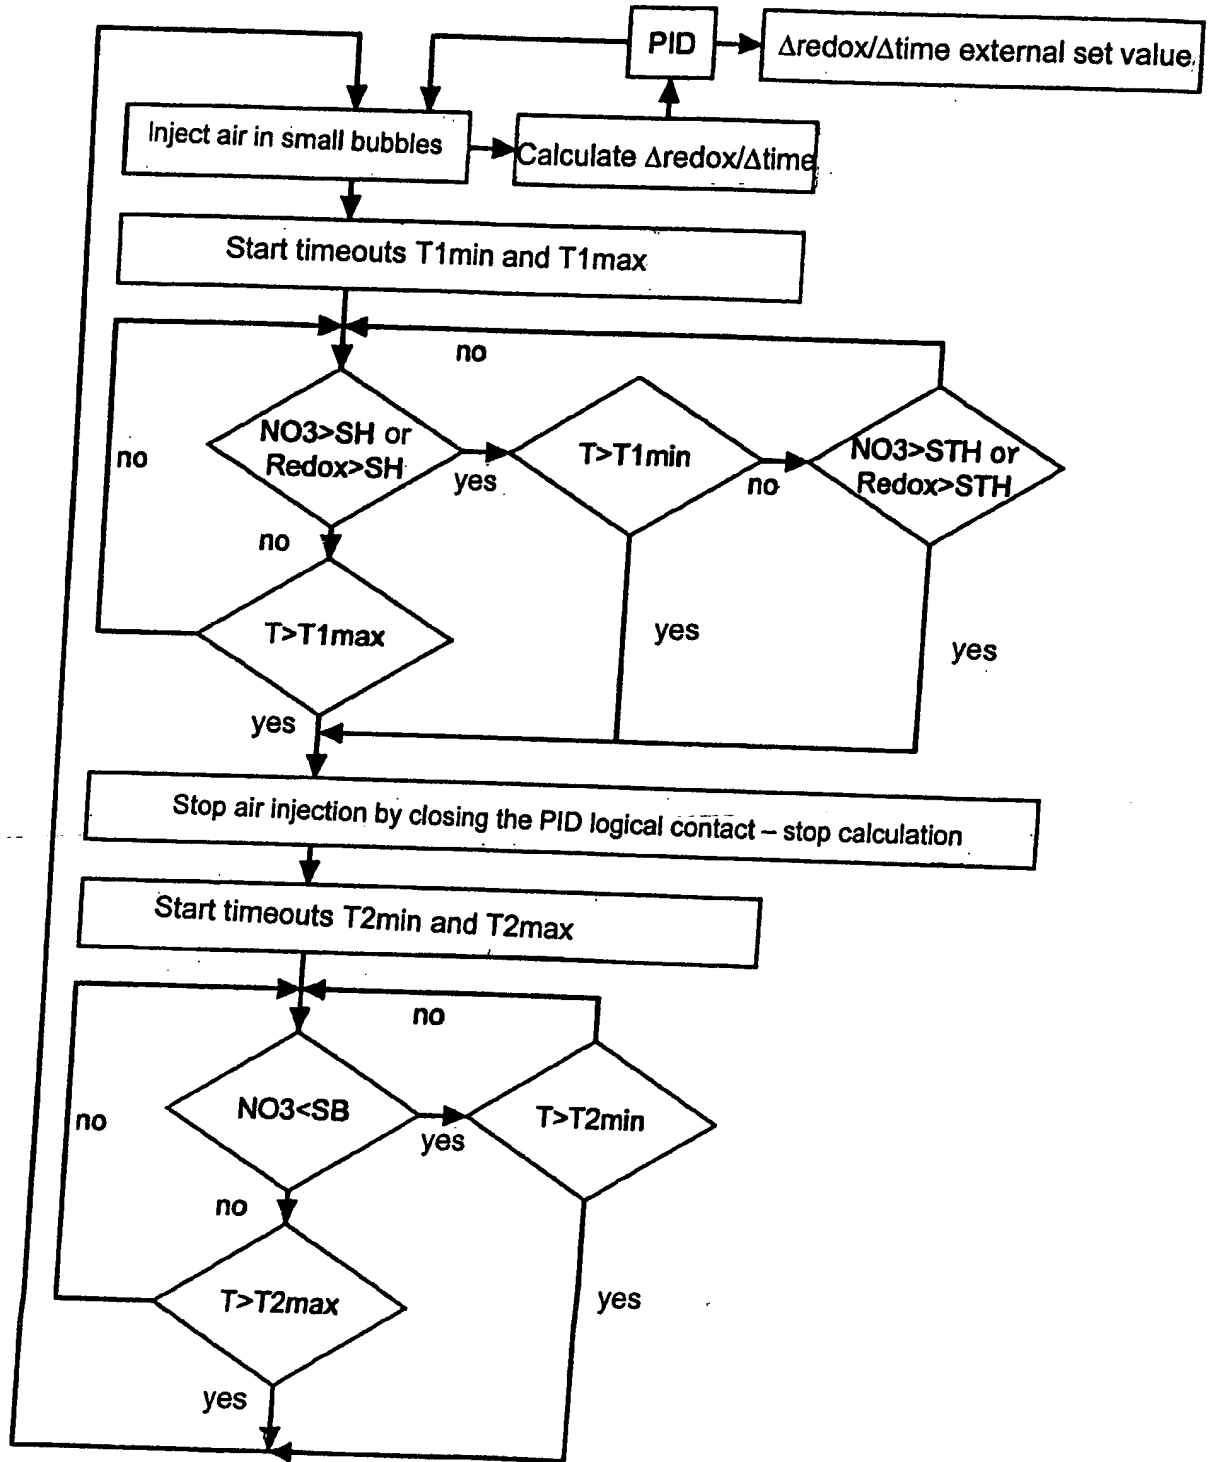 PID
Δredox/Δtime external set value
Inject air in small bubbles
Calculate Δredox/Δtime
Start timeouts T1min and T1max
no
NO3>SH or
Redox>SH
yes
T>T1min
no
NO3>STH or
Redox>STH
no
no
T>T1max
yes
yes
yes
Stop air injection by closing the PID logical contact – stop calculation
Start timeouts T2min and T2max
no
NO3<SB
yes
T>T2min
no
no
T>T2max
yes
yes